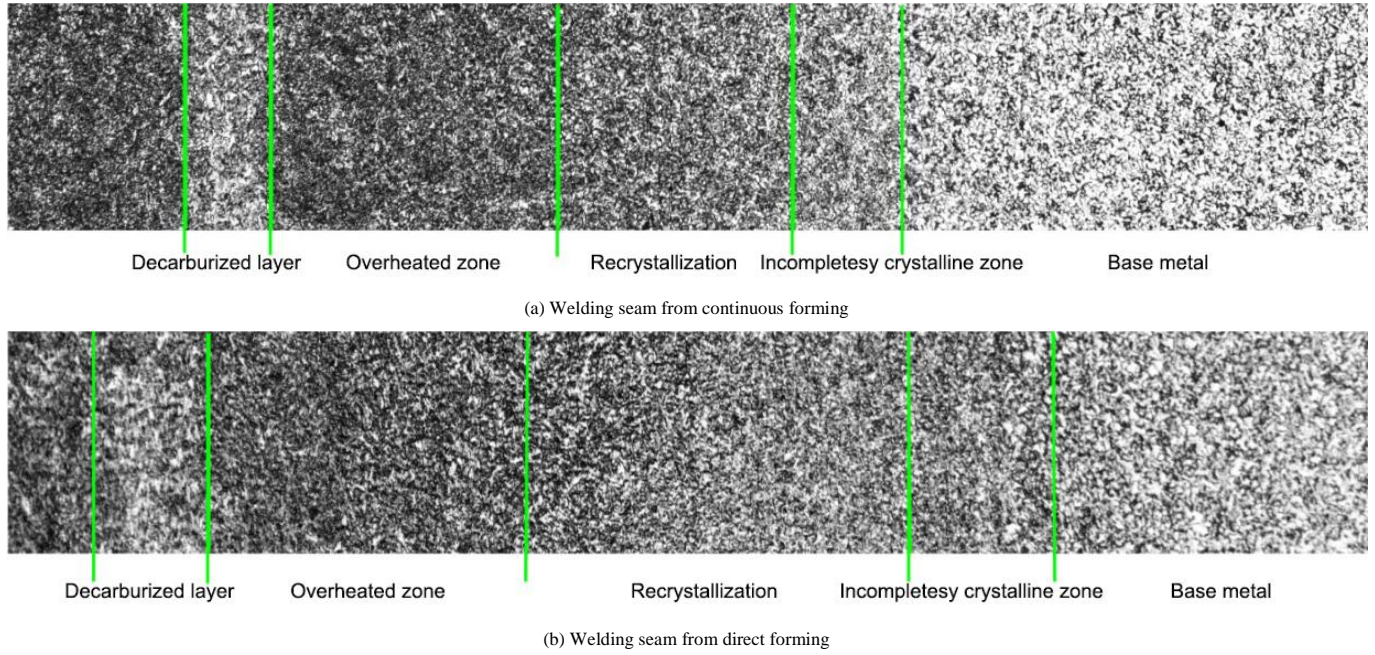 Decarburized layer Overheated zone Recrystallization Incompletesy crystalline zone Base metal
(a) Welding seam from continuous forming
Decarburized layer Overheated zone Recrystallization Incompletesy crystalline zone Base metal
(b) Welding seam from direct forming